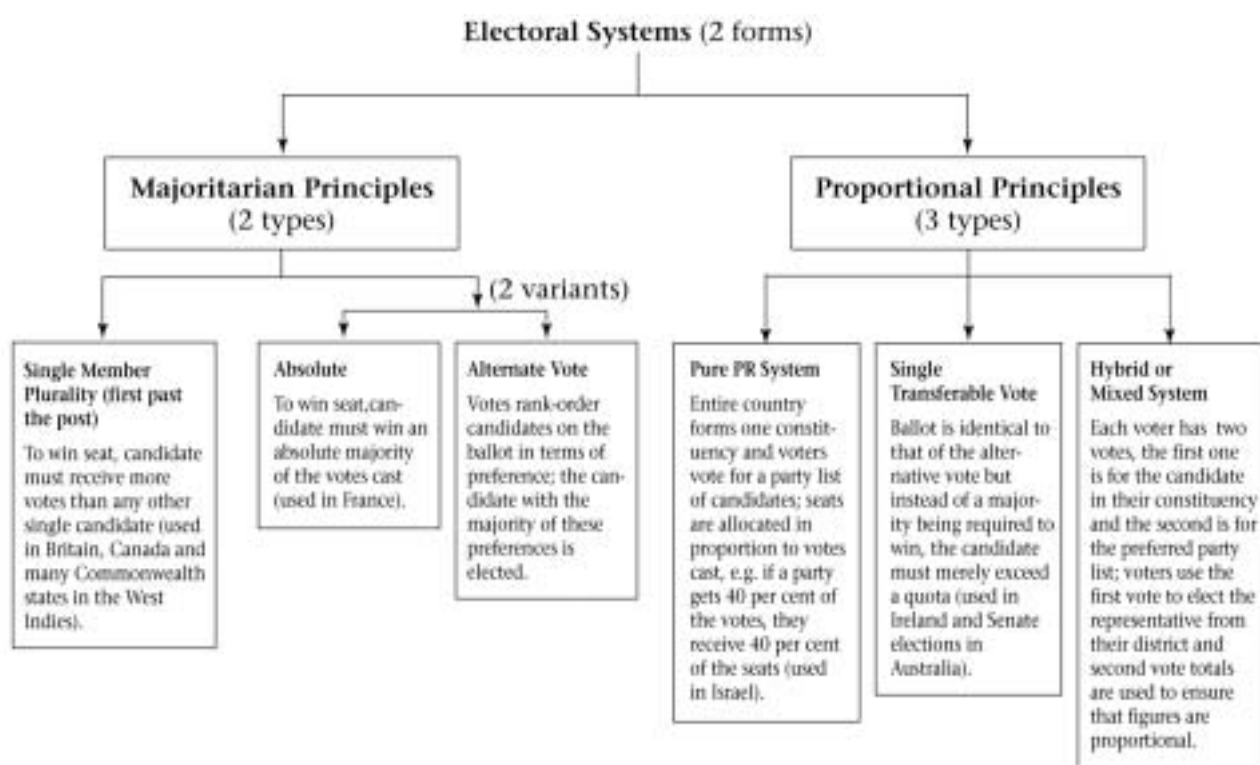 Electoral Systems (2 forms)
Majoritarian Principles
(2 types)
Proportional Principles
(3 types)
(2 variants)
Single Member
Plurality (first past
the post)
To win seat, candidate
must receive more
votes than any other
single candidate (used
in Britain, Canada and
many Commonwealth
states in the West
Indies).
Absolute
To win seat,can-
didate must win an
absolute majority
of the votes cast
(used in France).
Alternate Vote
Votes rank-order
candidates on the
ballot in terms of
preference; the can-
didate with the
majority of these
preferences is
elected.
Pure PR System
Entire country
forms one constit-
uency and voters
vote for a party list
of candidates; seats
are allocated in
proportion to votes
cast, e.g. if a party
gets 40 per cent of
the votes, they
receive 40 per cent
of the seats (used
in Israel).
Single
Transferable Vote
Ballot is identical to
that of the alter-
native vote but
instead of a major-
ity being required to
win, the candidate
must merely exceed
a quota (used in
Ireland and Senate
elections in
Australia).
Hybrid or
Mixed System
Each voter has two
votes, the first one
is for the candidate
in their constituency
and the second is for
the preferred party
list; voters use the
first vote to elect the
representative from
their district and
second vote totals
are used to ensure
that figures are
proportional.